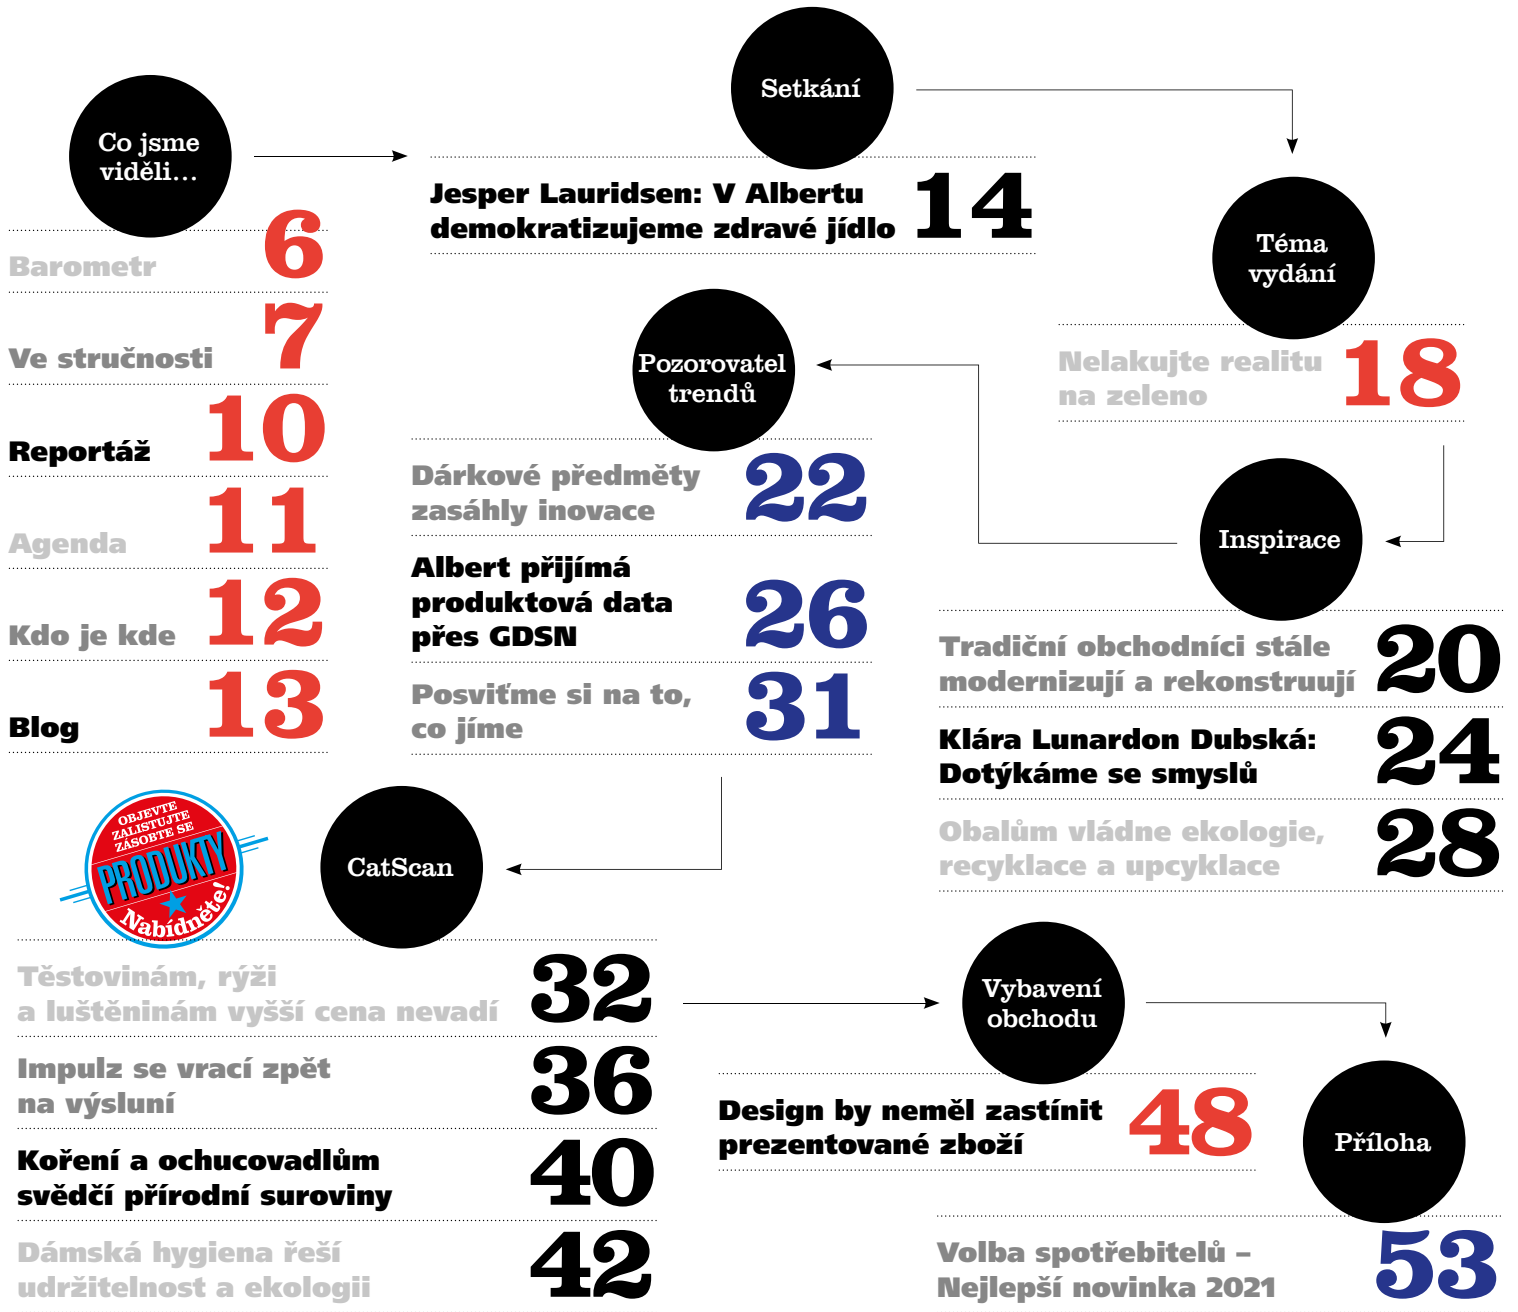 Co jsme
viděli...
Barometr 6
Ve stručnosti 7
Reportáž 10
Agenda 11
Kdo je kde 12
Blog 13
Setkání
Jesper Lauridsen: V Albertu
demokratizujeme zdravé jídlo 14
Téma
vydání
Nelakujte realitu
na zeleno 18
Inspirace
Tradiční obchodníci stále
modernizují a rekonstruují 20
Klára Lunardon Dubská:
Dotýkáme se smyslů 24
Obalům vládne ekologie,
recyklace a upcyklace 28
Pozorovatel
trendů
Dárkové předměty
zasáhly inovace 22
Albert přijímá
produktová data
přes GDSN 26
Posviťme si na to,
co jíme 31
OBJEVTE
ZALISTUJTE
ZÁSOBTE SE
PRODUKTY
Nabídněte!
CatScan
Těstovinám, rýži
a luštěninám vyšší cena nevadí 32
Impulz se vrací zpět
na výsluní 36
Koření a ochucovadlům
svědčí přírodní suroviny 40
Dámská hygiena řeší
udržitelnost a ekologii 42
Vybavení
obchodu
Design by neměl zastínit
prezentované zboží 48
Příloha
Volba spotřebitelů –
Nejlepší novinka 2021 53